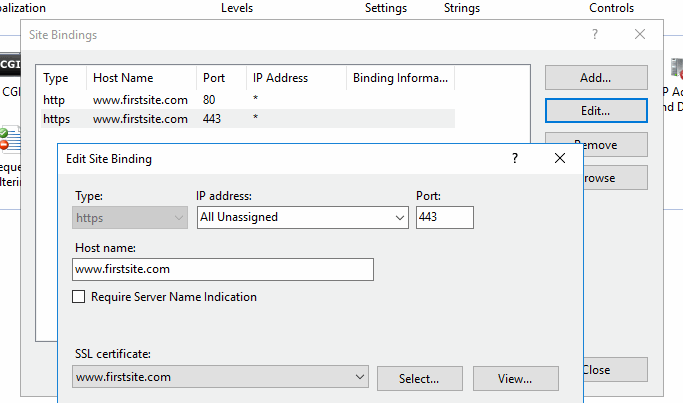 balization Levels Settings Strings Controls
Site Bindings ? ×
Type Host Name Port IP Address Binding Informa... Add...
http www.firstsite.com 80 *
https www.firstsite.com 443 * Edit...
CGI
CGI
P Ac
nd D
Remove
Browse
eque
lterin
Edit Site Binding ? ×
Type: IP address: Port:
https All Unassigned 443
Host name:
www.firstsite.com
Require Server Name Indication
SSL certificate:
www.firstsite.com Select... View...
Close